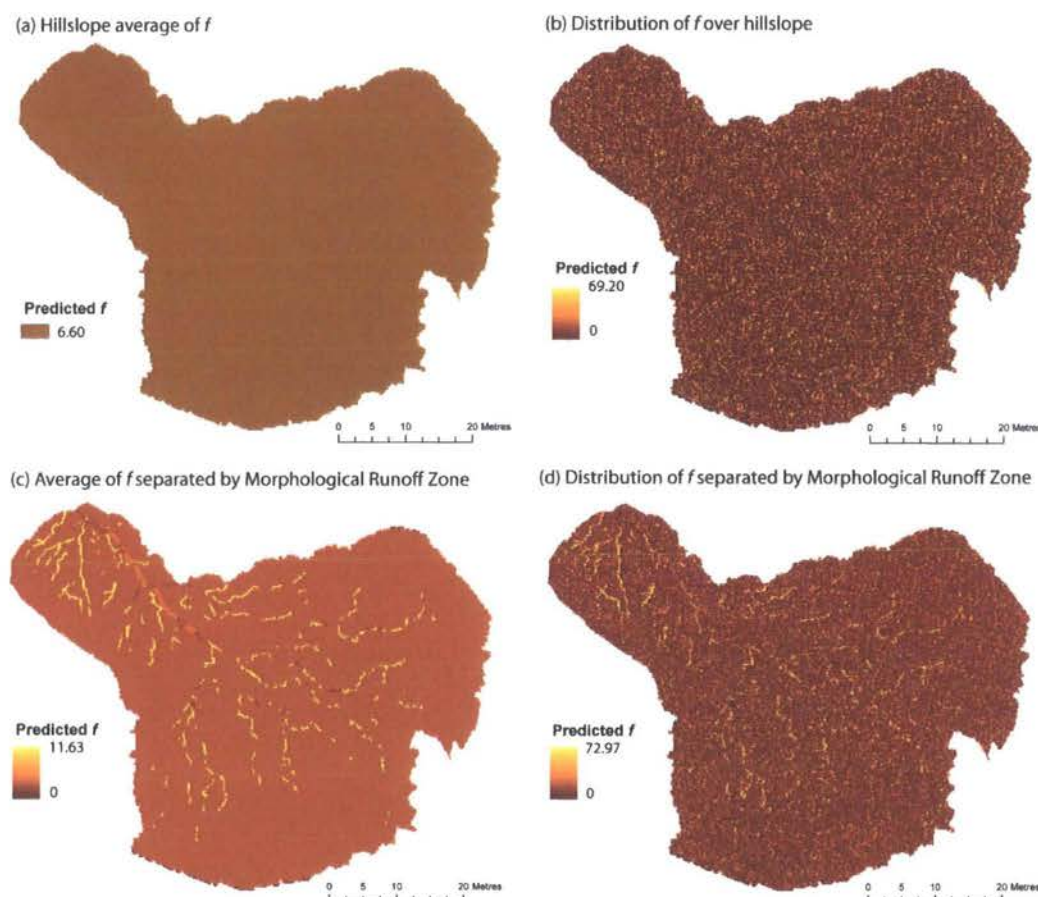 (a) Hillslope average of f
(b) Distribution of f over hillslope
Predicted f
6.60
0 5 10 20 Metres
Predicted f
69.20
0
0 5 10 20 Metres
(c) Average of f separated by Morphological Runoff Zone
(d) Distribution of f separated by Morphological Runoff Zone
Predicted f
11.63
0
0 5 10 20 Metres
Predicted f
72.97
0
0 5 10 20 Metres